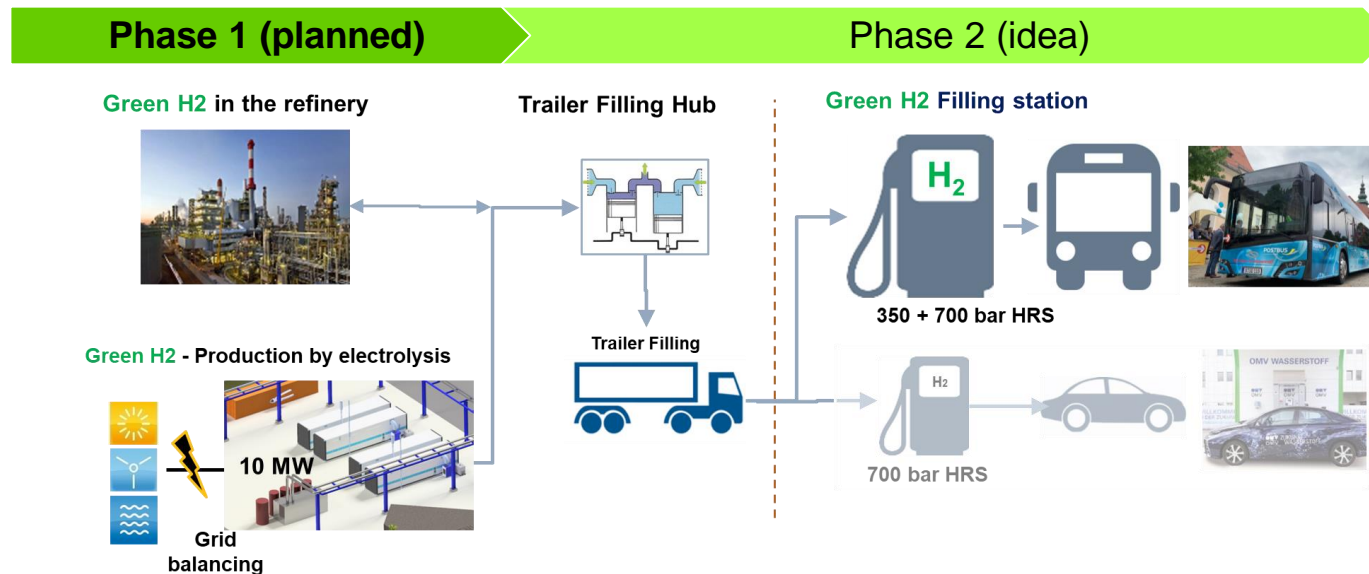 Phase 1 (planned)
Phase 2 (idea)
Green H2 in the refinery
Trailer Filling Hub
Green H2 Filling station
H2
POSTBUS
350 + 700 bar HRS
Green H2 - Production by electrolysis
Trailer Filling
10 MW
Grid
balancing
H2
700 bar HRS
OMV WASSERSTOFF